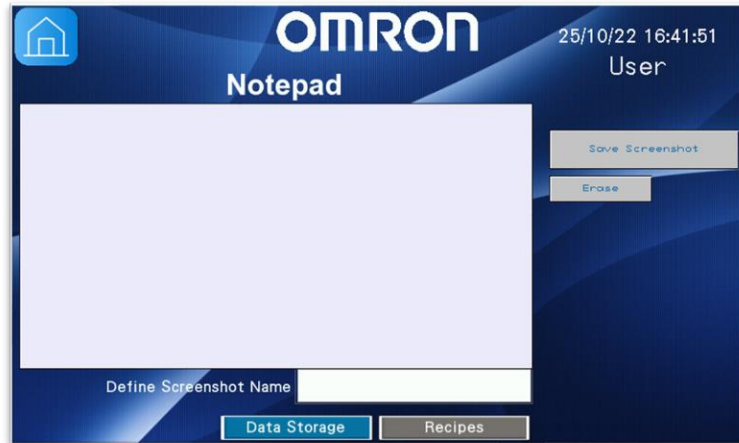 OMRON
25/10/22 16:41:51
User
Notepad
Save Screenshot
Erase
Define Screenshot Name
Data Storage
Recipes